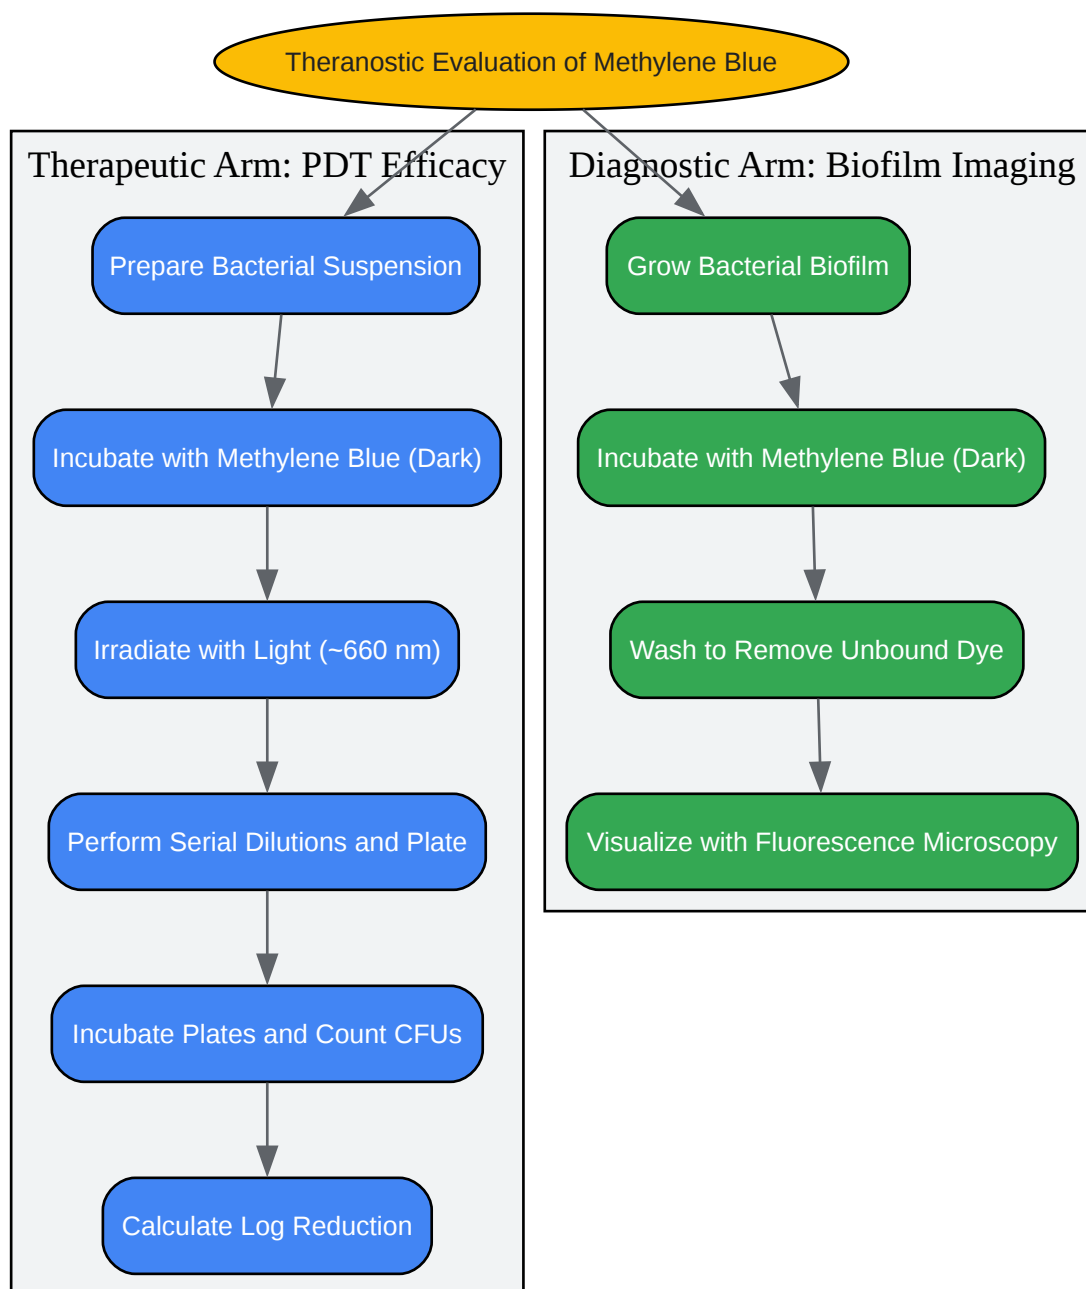 Theranostic Evaluation of Methylene Blue
Therapeutic Arm: PDT Efficacy
Prepare Bacterial Suspension
Incubate with Methylene Blue (Dark)
Irradiate with Light (~660 nm)
Perform Serial Dilutions and Plate
Incubate Plates and Count CFUs
Calculate Log Reduction
Diagnostic Arm: Biofilm Imaging
Grow Bacterial Biofilm
Incubate with Methylene Blue (Dark)
Wash to Remove Unbound Dye
Visualize with Fluorescence Microscopy